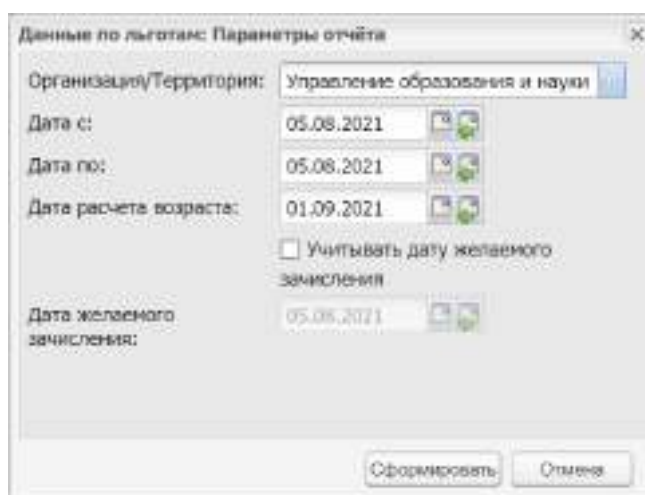 Данные по льготам: Параметры отчёта
Организация/Территория: Управление образования и науки
Дата с: 05.08.2021
Дата по: 05.08.2021
Дата расчета возраста: 01.09.2021
Учитывать дату желаемого
зачисления
Дата желаемого 05.08.2021
зачисления:
Сформировать Отмена